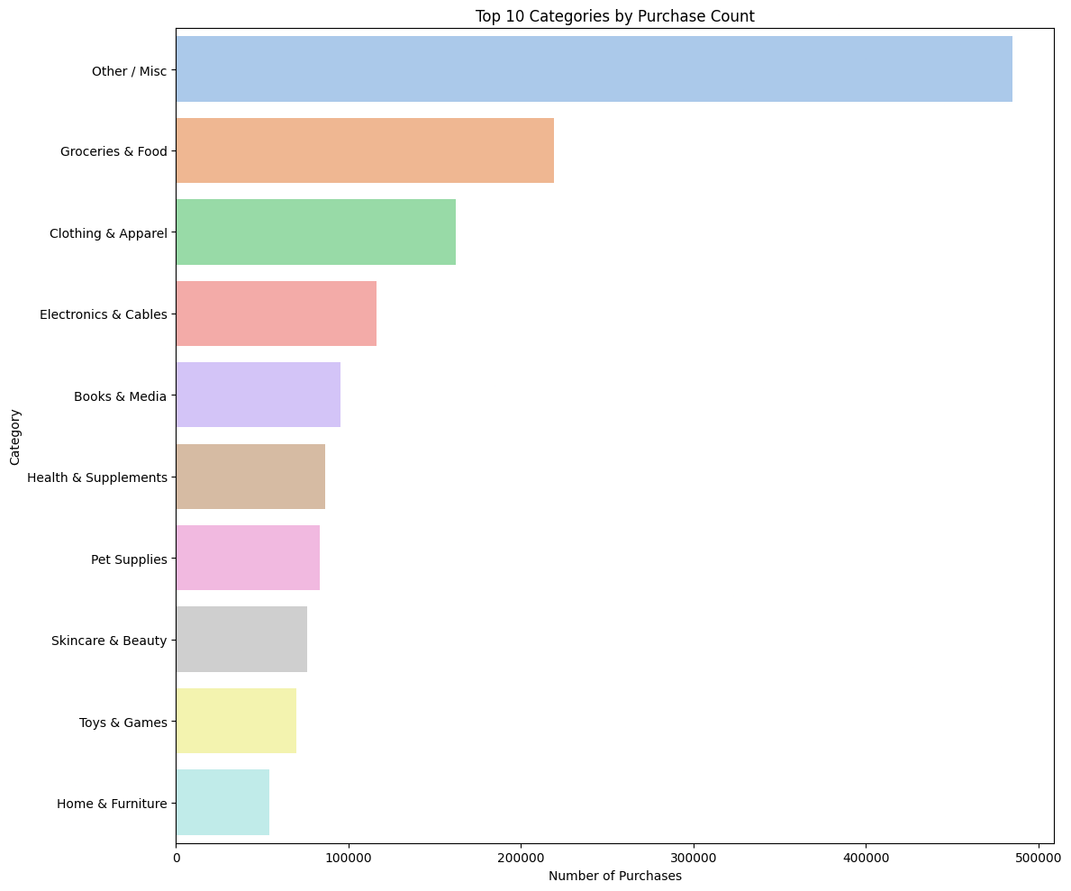 Top 10 Categories by Purchase Count
Other / Misc
Groceries & Food
Clothing & Apparel
Electronics & Cables
Books & Media
Health & Supplements
Pet Supplies
Skincare & Beauty
Toys & Games
Home & Furniture
Category
0 100000 200000 300000 400000 500000
Number of Purchases